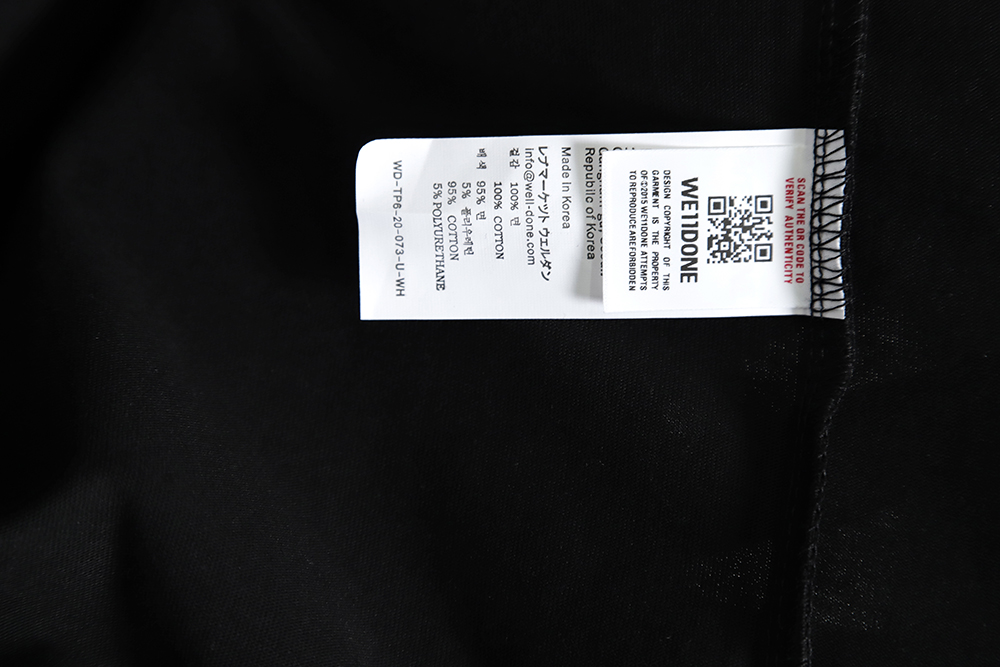 SCAN THE QR CODE TO
VERIFY AUTHENTICITY
WE11DONE
DESIGN COPYRIGHT OF THIS
GARMENT IS THE PROPERTY
OF©2015 WE11DONE ATTEMPTS
TO REPRODUCE ARE FORBIDDEN
Republic of Korea
Made in Korea
レブマーケット ウェルダン
info@well-done.com
겉감 100% 면
100% COTTON
배색 95% 면
5% 폴리우레탄
95% COTTON
5% POLYURETHANE
WD-TP6-20-073-U-WH